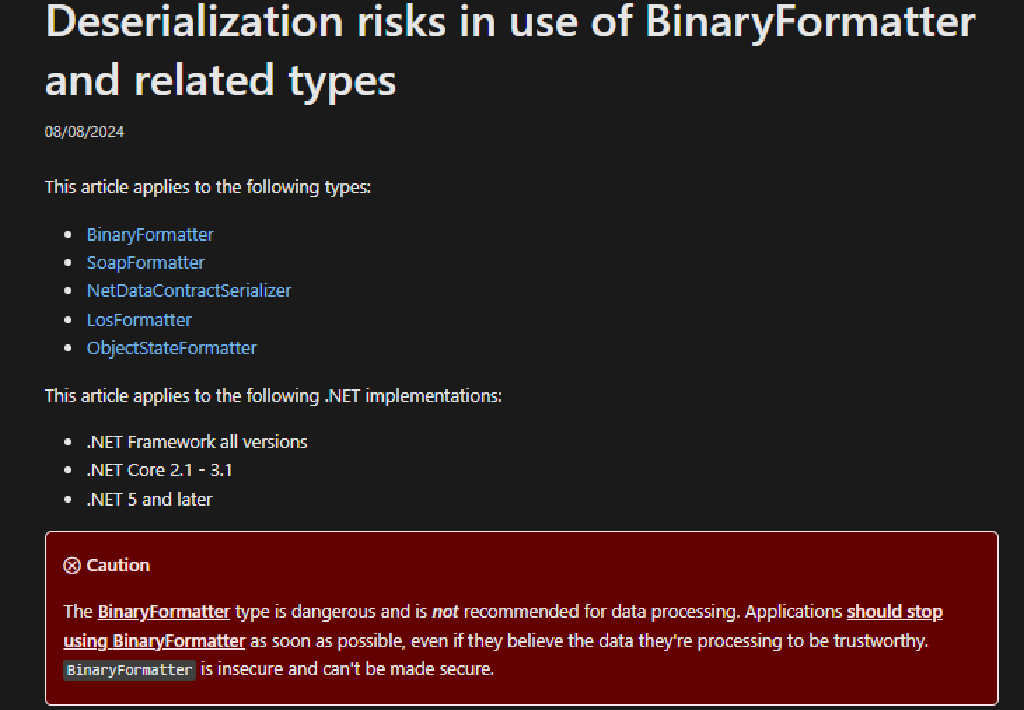 Deserialization risks in use of BinaryFormatter
and related types
08/08/2024
This article applies to the following types:
BinaryFormatter
SoapFormatter
NetDataContractSerializer
LosFormatter
ObjectStateFormatter
This article applies to the following .NET implementations:
.NET Framework all versions
.NET Core 2.1 - 3.1
.NET 5 and later
Caution
The BinaryFormatter type is dangerous and is not recommended for data processing. Applications should stop
using BinaryFormatter as soon as possible, even if they believe the data they're processing to be trustworthy.
BinaryFormatter is insecure and can't be made secure.